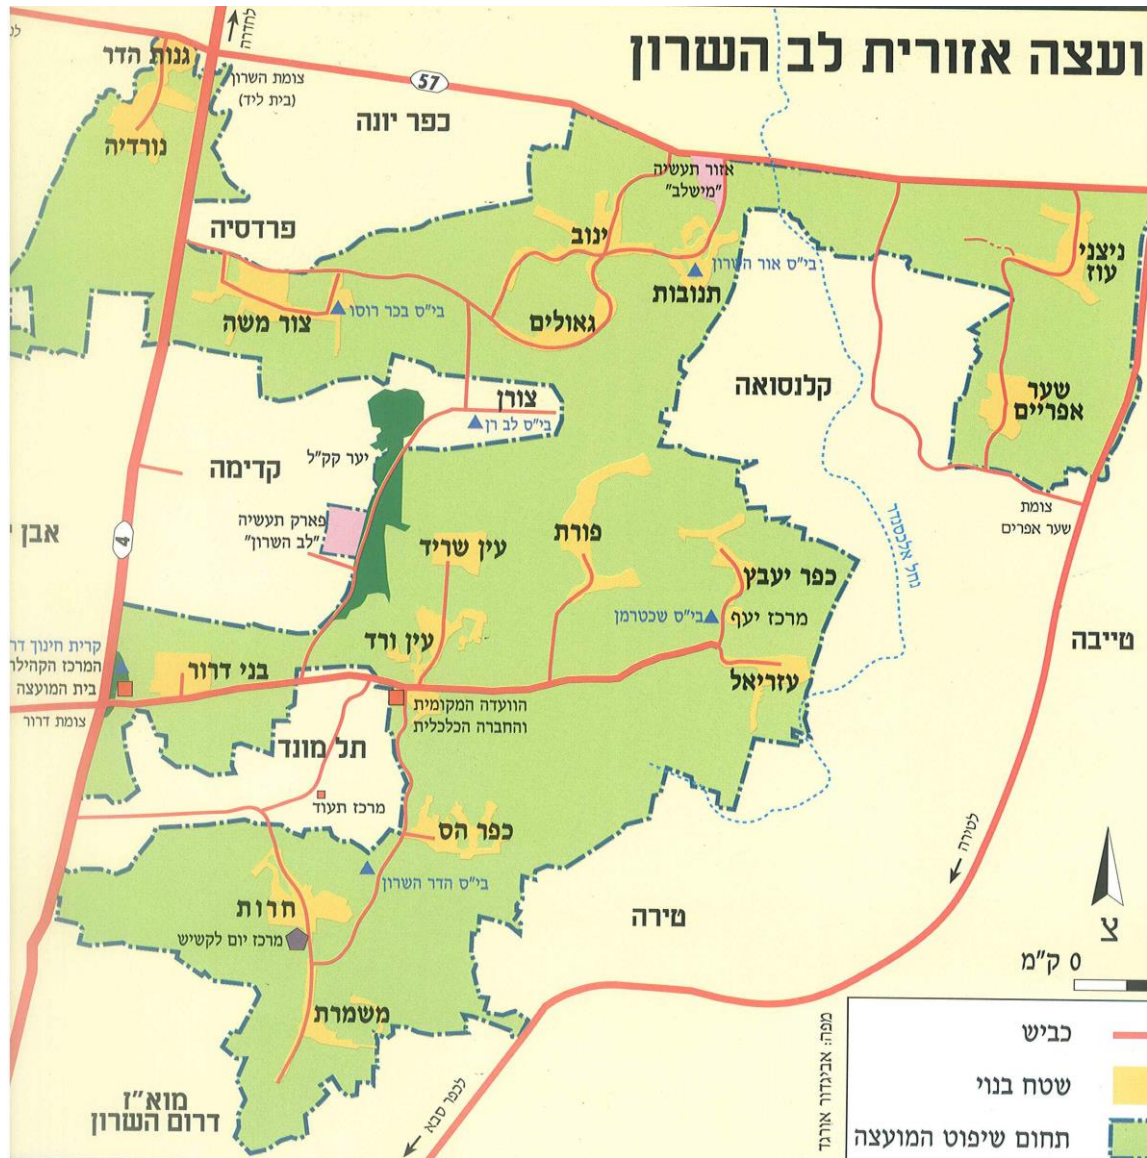 ועצה אזורית לב השרון
לחדרה
גנות הדר
צומת השרון
(בית ליד)
57
כפר יונה
נורדיה
אזור תעשיה
"מישלב"
פרדסיה
ינוב
ניצני
עוז
בי"ס אור השרון
תנובות
בי"ס בכר רוסו
צור משה
גאולים
קלנסואה
שער
אפריים
צורן
בי"ס לב רן
יער קק"ל
קדימה
צומת
שער אפרים
פארק תעשיה
"לב השרון"
אבן י
4
נחל אלכסנדר
פורת
עין שריד
כפר יעבץ
בי"ס שכטרמן
מרכז יעף
עין ורד
טייבה
קרית חינוך דר
המרכז הקהילת
בית המועצה
בני דרור
עזריאל
צומת דרור
הוועדה המקומית
והחברה הכלכלית
תל מונד
מרכז תעוד
כפר הס
לטירה
בי"ס הדר השרון
חרות
מרכז יום לקשיש
טירה
צ
0 ק"מ
משמרת
מוא"ז
דרום השרון
לכפר סבא
מפה: אביגדור אורגד
כביש
שטח בנוי
תחום שיפוט המועצה